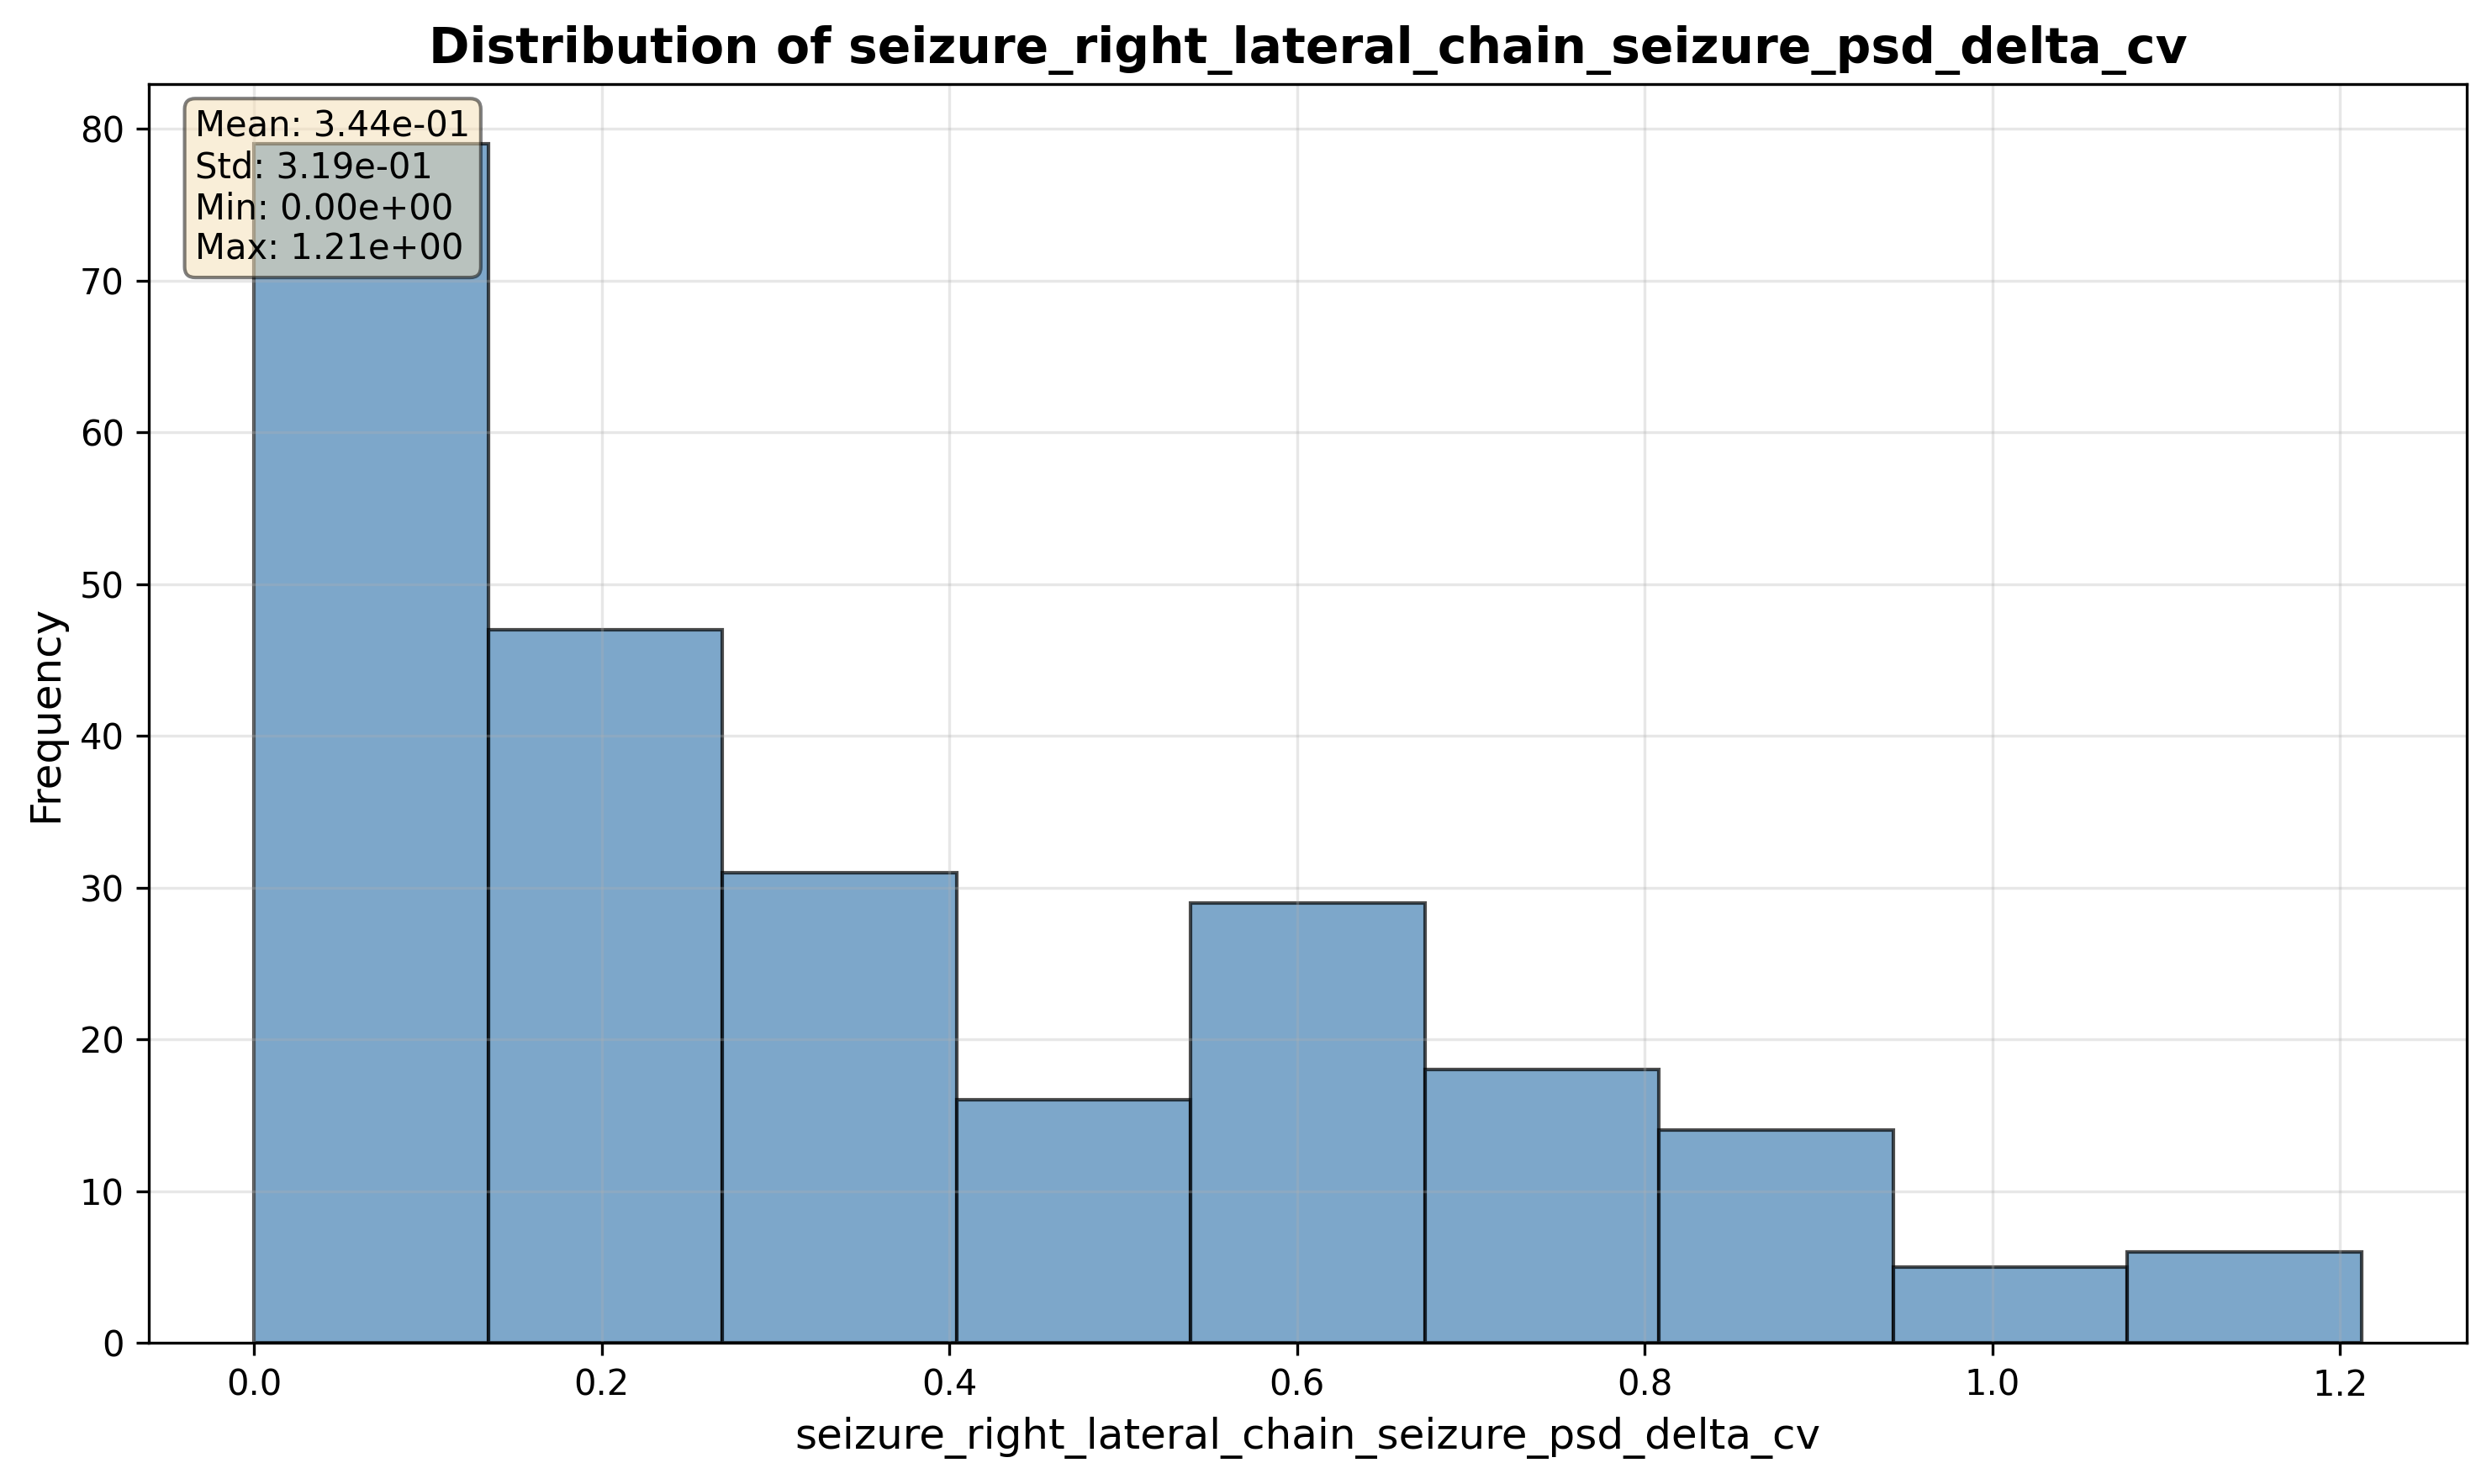 Distribution of seizure_right_lateral_chain_seizure_psd_delta_cv
Mean: 3.44e-01
Std: 3.19e-01
Min: 0.00e+00
Max: 1.21e+00
80
70
60
50
40
30
20
10
0
Frequency
0.0 0.2 0.4 0.6 0.8 1.0 1.2
seizure_right_lateral_chain_seizure_psd_delta_cv